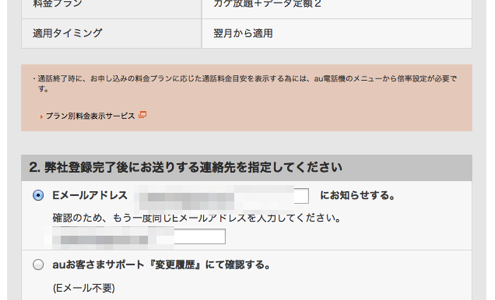 料金プラン カケ放題+データ定額2
適用タイミング 翌月から適用
・通話終了時に、お申し込みの料金プランに応じた通話料金目安を表示する為には、au電話機のメニューから倍率設定が必要で
す。
› プラン別料金表示サービス
2. 弊社登録完了後にお送りする連絡先を指定してください
Eメールアドレス にお知らせする。
確認のため、もう一度同じEメールアドレスを入力してください。
auお客さまサポート『変更履歴』にて確認する。
(Eメール不要)